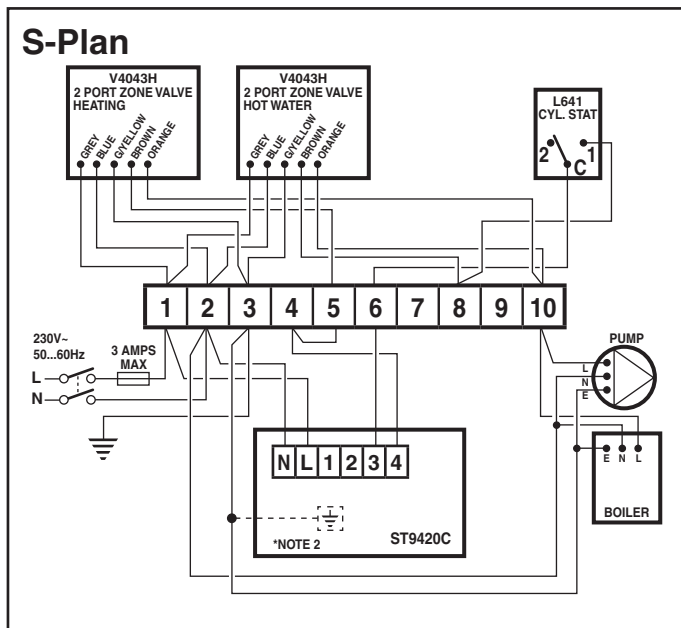 S-Plan
V4043H
2 PORT ZONE VALVE
HEATING
GREY
BLUE
G/YELLOW
BROWN
ORANGE
V4043H
2 PORT ZONE VALVE
HOT WATER
GREY
BLUE
G/YELLOW
BROWN
ORANGE
L641
CYL. STAT
2 1
C
1 2 3 4 5 6 7 8 9 10
230V~
50...60Hz
3 AMPS
MAX
L
N
PUMP
L
N
E
N L 1 2 3 4
*NOTE 2 ST9420C
E N L
BOILER